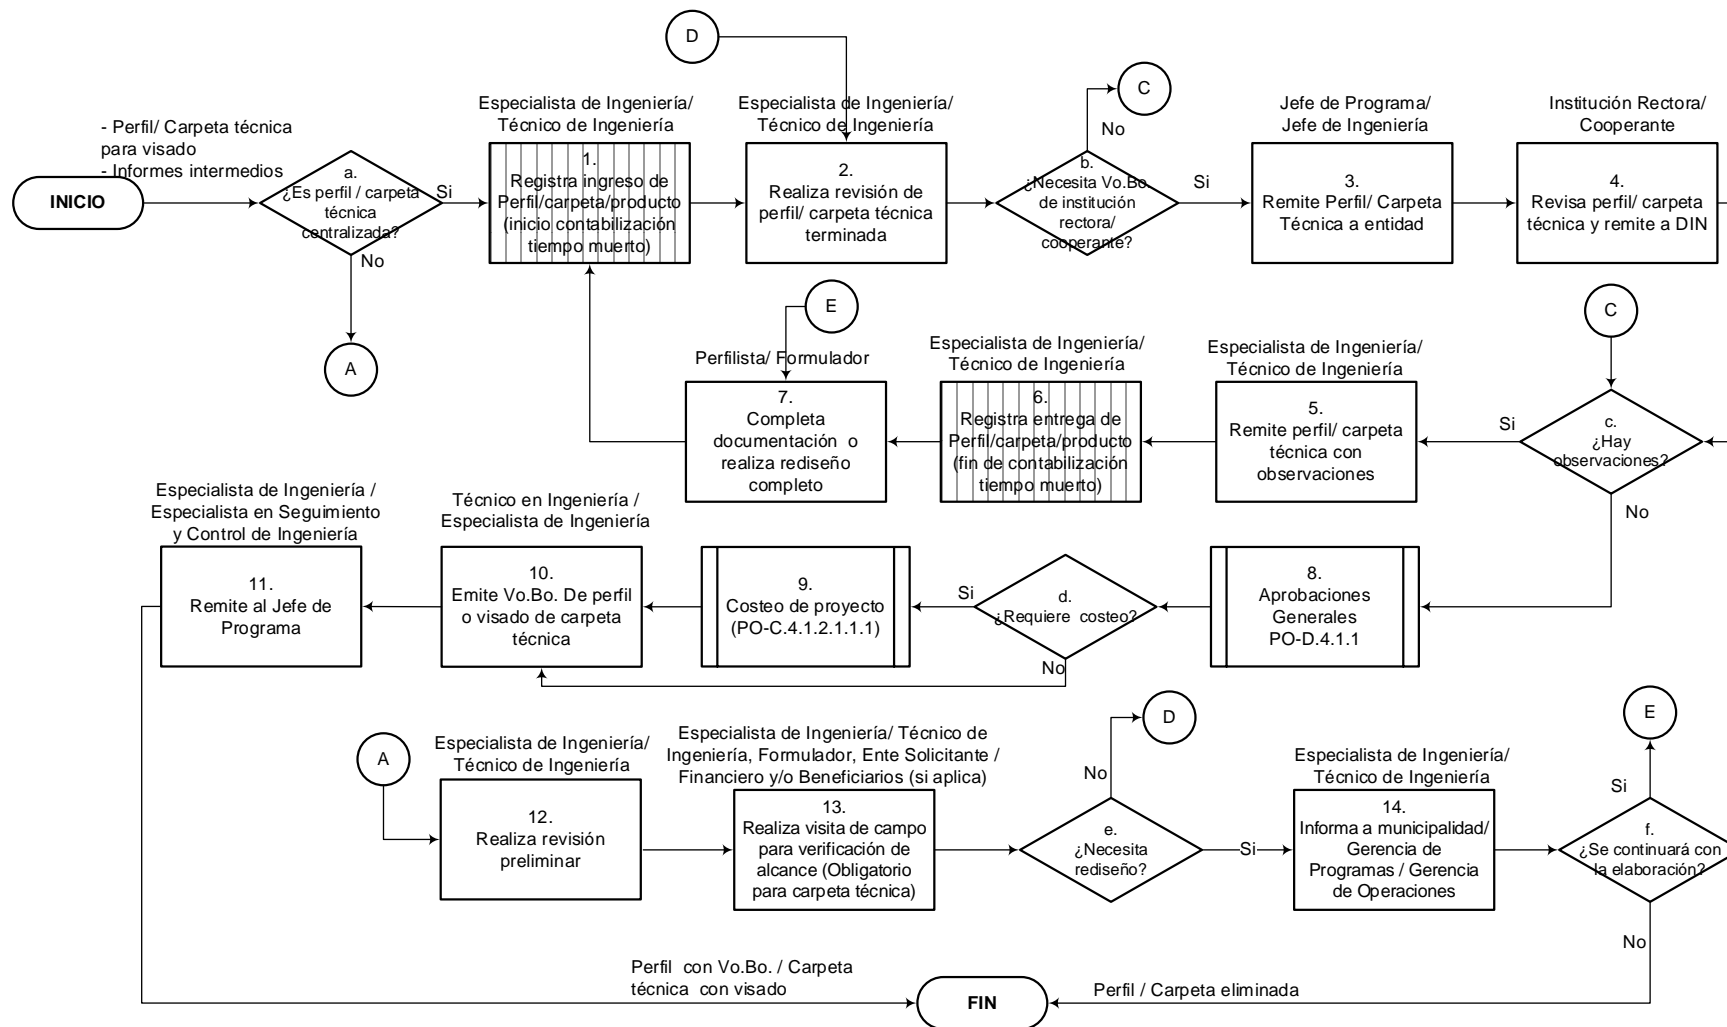 D
C
Especialista de Ingeniería/
Técnico de Ingeniería
Especialista de Ingeniería/
Técnico de Ingeniería
Jefe de Programa/
Jefe de Ingeniería
Institución Rectora/
Cooperante
- Perfil/ Carpeta técnica
para visado
- Informes intermedios
No
INICIO
a.
¿Es perfil / carpeta
técnica
centralizada?
Si
No
1.
Registra ingreso de
Perfil/carpeta/producto
(inicio contabilización
tiempo muerto)
2.
Realiza revisión de
perfil/ carpeta técnica
terminada
b.
¿Necesita Vo.Bo.
de institución
rectora/
cooperante?
Si
3.
Remite Perfil/ Carpeta
Técnica a entidad
4.
Revisa perfil/ carpeta
técnica y remite a DIN
A
E
C
Perfilista/ Formulador
Especialista de Ingeniería/
Técnico de Ingeniería
Especialista de Ingeniería/
Técnico de Ingeniería
7.
Completa
documentación o
realiza rediseño
completo
6.
Registra entrega de
Perfil/carpeta/producto
(fin de contabilización
tiempo muerto)
5.
Remite perfil/ carpeta
técnica con
observaciones
Si
c.
¿Hay
observaciones?
No
Especialista de Ingeniería /
Especialista en Seguimiento
y Control de Ingeniería
Técnico en Ingeniería /
Especialista de Ingeniería
11.
Remite al Jefe de
Programa
10.
Emite Vo.Bo. De perfil
o visado de carpeta
técnica
9.
Costeo de proyecto
(PO-C.4.1.2.1.1.1)
Si
d.
¿Requiere costeo?
No
8.
Aprobaciones
Generales
PO-D.4.1.1
D
E
A
Especialista de Ingeniería/
Técnico de Ingeniería
Especialista de Ingeniería/ Técnico de
Ingeniería, Formulador, Ente Solicitante /
Financiero y/o Beneficiarios (si aplica)
No
Especialista de Ingeniería/
Técnico de Ingeniería
Si
12.
Realiza revisión
preliminar
13.
Realiza visita de campo
para verificación de
alcance (Obligatorio
para carpeta técnica)
e.
¿Necesita
rediseño?
Si
14.
Informa a municipalidad/
Gerencia de
Programas / Gerencia
de Operaciones
f.
¿Se continuará con
la elaboración?
No
Perfil con Vo.Bo. / Carpeta
técnica con visado
FIN
Perfil / Carpeta eliminada